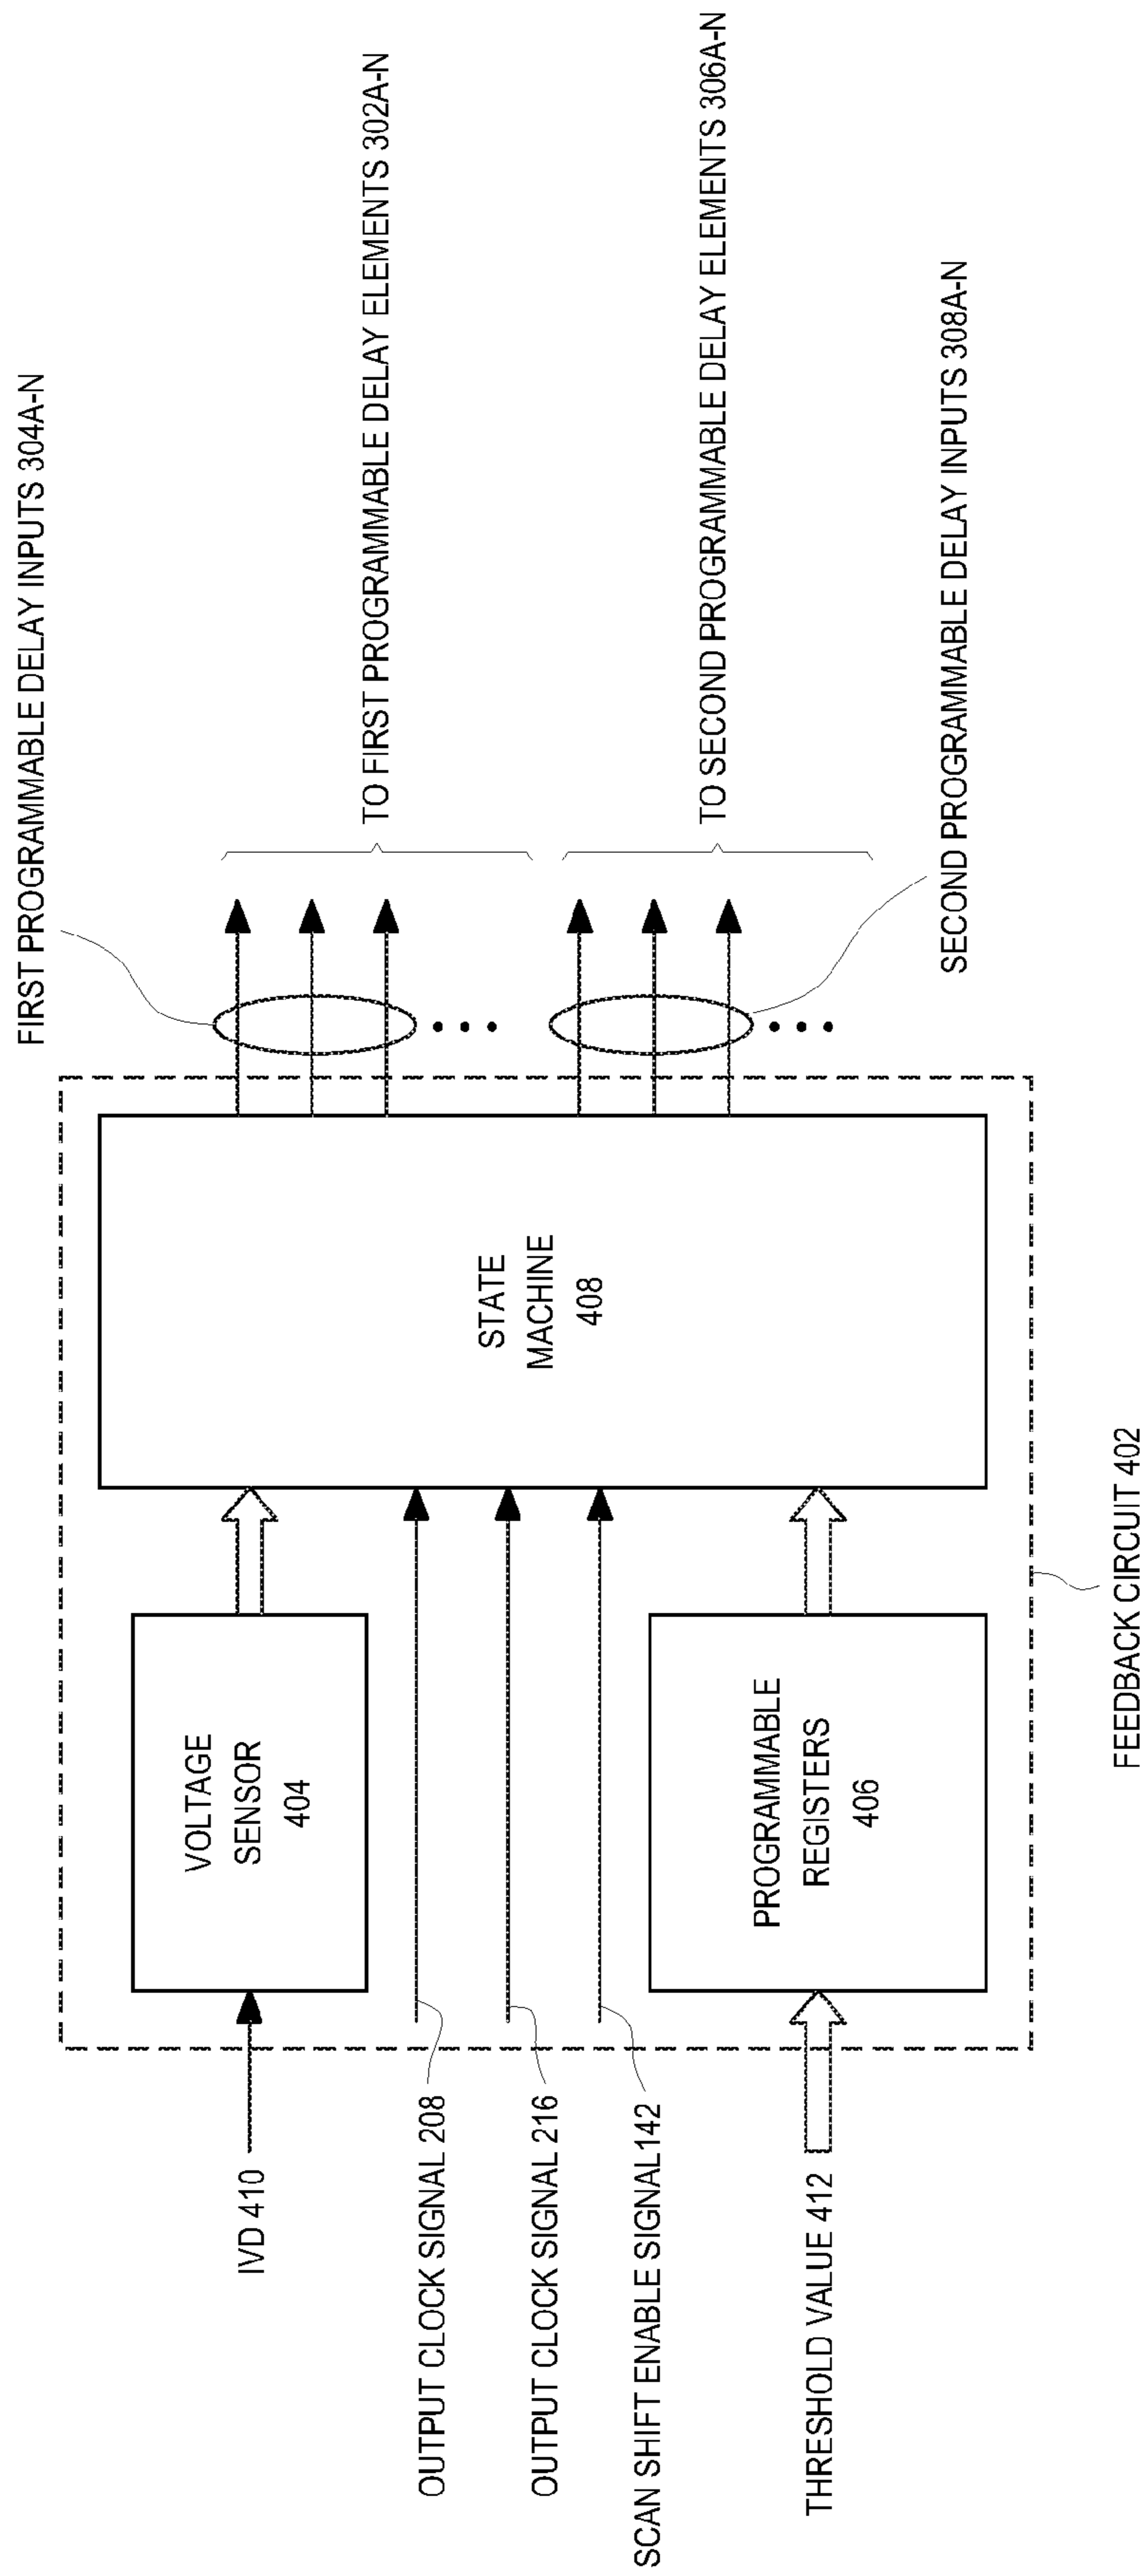 FIRST PROGRAMMABLE DELAY INPUTS 304A-N
TO FIRST PROGRAMMABLE DELAY ELEMENTS 302A-N
TO SECOND PROGRAMMABLE DELAY ELEMENTS 306A-N
SECOND PROGRAMMABLE DELAY INPUTS 308A-N
STATE
MACHINE
408
VOLTAGE
SENSOR
404
PROGRAMMABLE
REGISTERS
406
IVD 410
OUTPUT CLOCK SIGNAL 208
OUTPUT CLOCK SIGNAL 216
SCAN SHIFT ENABLE SIGNAL142
THRESHOLD VALUE 412
FEEDBACK CIRCUIT 402